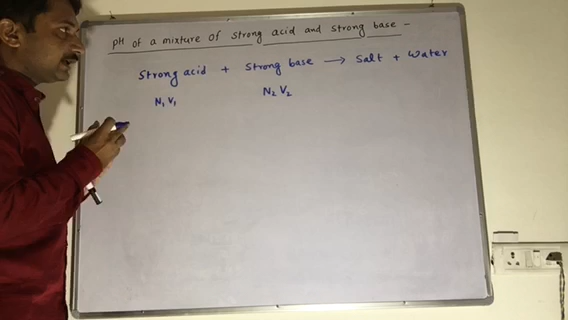 pH of a mixture of strong acid and strong base -
Strong acid + Strong base → Salt + Water
N₁ V₁ N₂ V₂